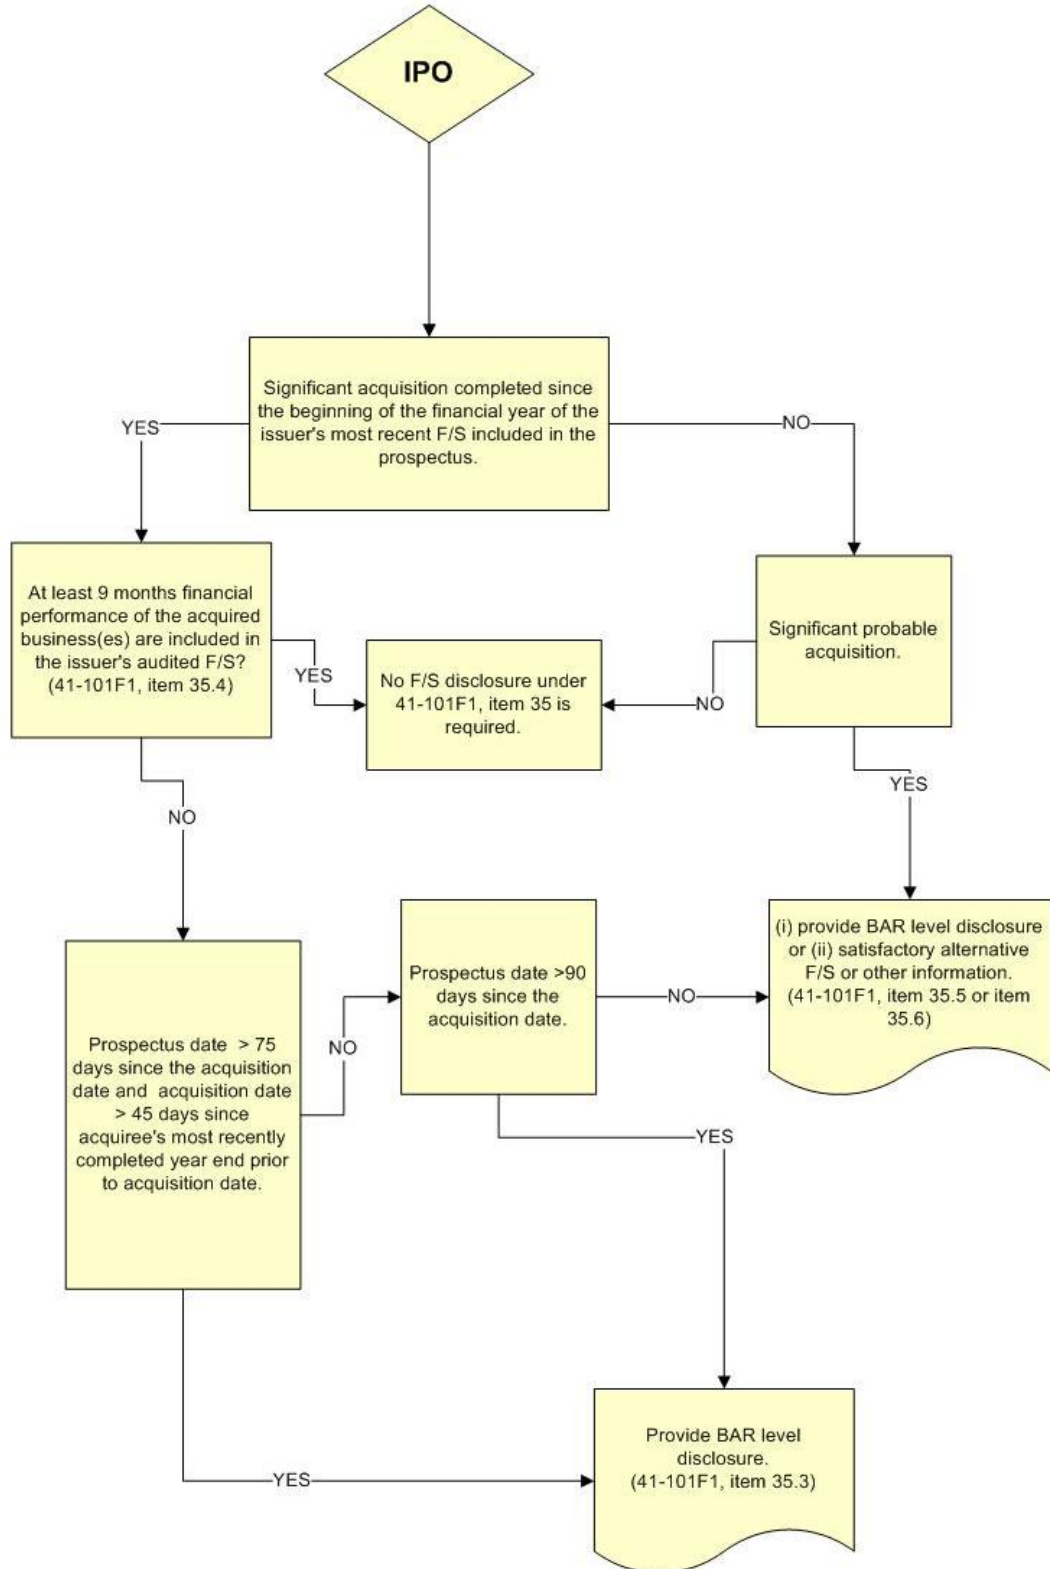 IPO
Significant acquisition completed since
the beginning of the financial year of the
issuer's most recent F/S included in the
prospectus.
YES
NO
At least 9 months financial
performance of the acquired
business(es) are included in
the issuer's audited F/S?
(41-101F1, item 35.4)
YES
No F/S disclosure under
41-101F1, item 35 is
required.
NO
Significant probable
acquisition.
NO
YES
Prospectus date > 75
days since the acquisition
date and acquisition date
> 45 days since
acquiree's most recently
completed year end prior
to acquisition date.
NO
Prospectus date >90
days since the
acquisition date.
NO
(i) provide BAR level disclosure
or (ii) satisfactory alternative
F/S or other information.
(41-101F1, item 35.5 or item
35.6)
YES
YES
Provide BAR level
disclosure.
(41-101F1, item 35.3)